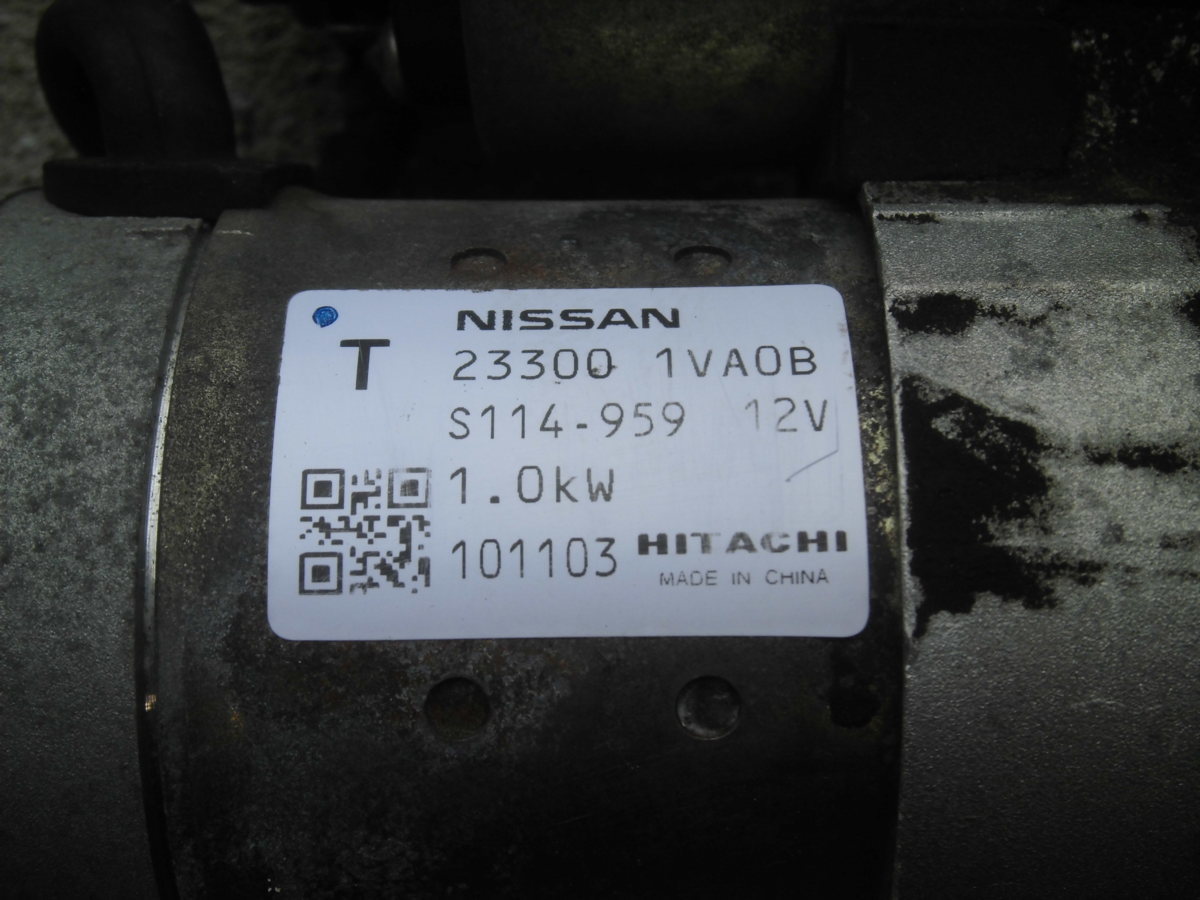 NISSAN
T
23300 1VA0B
S114-959 12V
1.0kW
101103 HITACHI
MADE IN CHINA